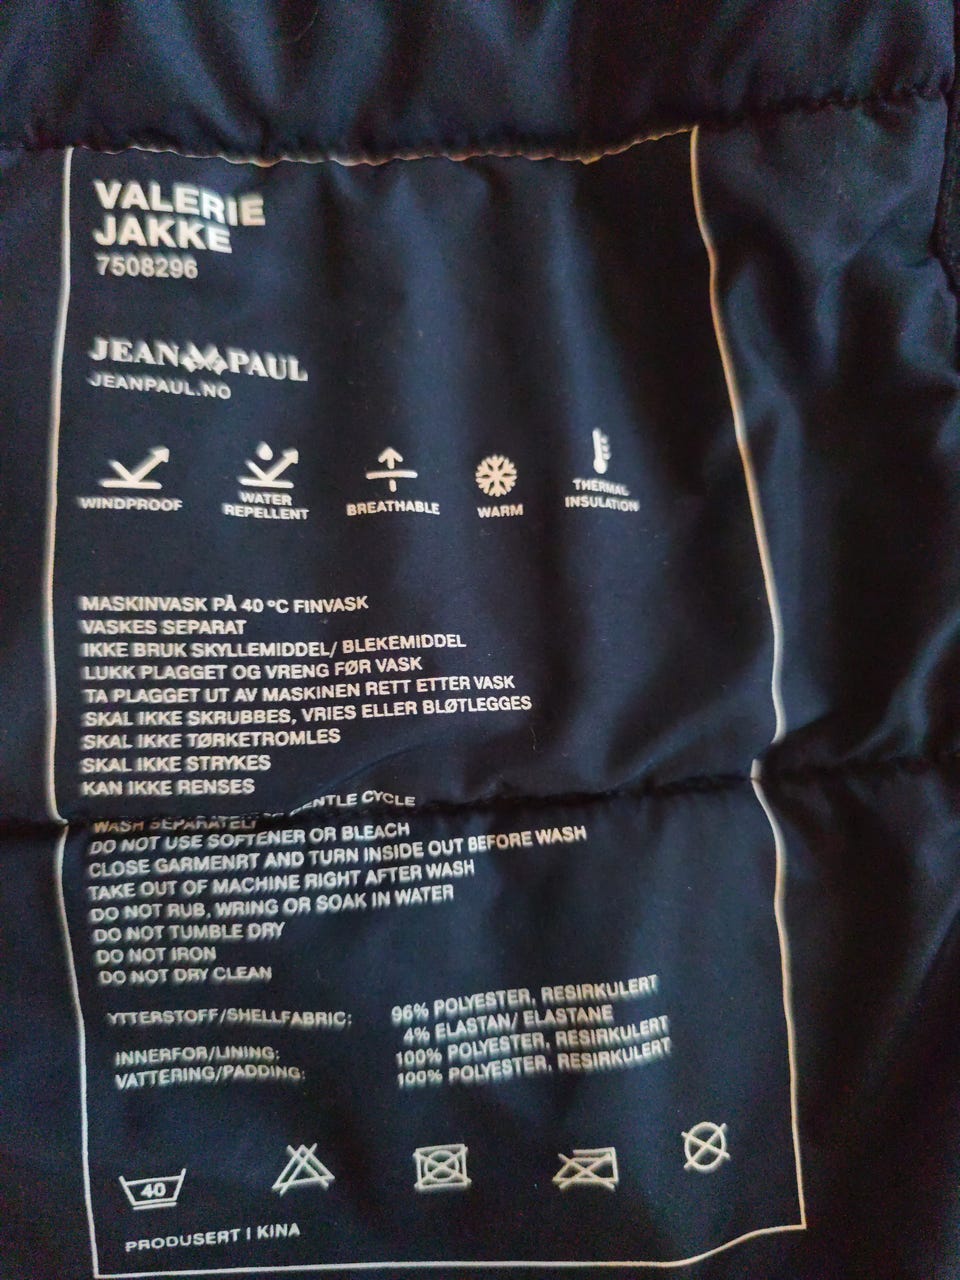 VALERIE
JAKKE
7508296
JEAN PAUL
JEANPAUL.NO
WINDPROOF
WATER
REPELLENT
BREATHABLE
WARM
THERMAL
INSULATION
MASKINVASK PÅ 40 °C FINVASK
VASKES SEPARAT
IKKE BRUK SKYLLEMIDDEL/ BLEKEMIDDEL
LUKK PLAGGET OG VRENG FØR VASK
TA PLAGGET UT AV MASKINEN RETT ETTER VASK
SKAL IKKE SKRUBBES, VRIES ELLER BLØTLEGGES
SKAL IKKE TØRKETROMLES
SKAL IKKE STRYKES
KAN IKKE RENSES
GENTLE CYCLE
WASH SEPARATELY
DO NOT USE SOFTENER OR BLEACH
CLOSE GARMENRT AND TURN INSIDE OUT BEFORE WASH
TAKE OUT OF MACHINE RIGHT AFTER WASH
DO NOT RUB, WRING OR SOAK IN WATER
DO NOT TUMBLE DRY
DO NOT IRON
DO NOT DRY CLEAN
YTTERSTOFF/SHELLFABRIC: 96% POLYESTER, RESIRKULERT
4% ELASTAN/ ELASTANE
INNERFOR/LINING: 100% POLYESTER, RESIRKULERT
VATTERING/PADDING: 100% POLYESTER, RESIRKULERT
40
PRODUSERT I KINA